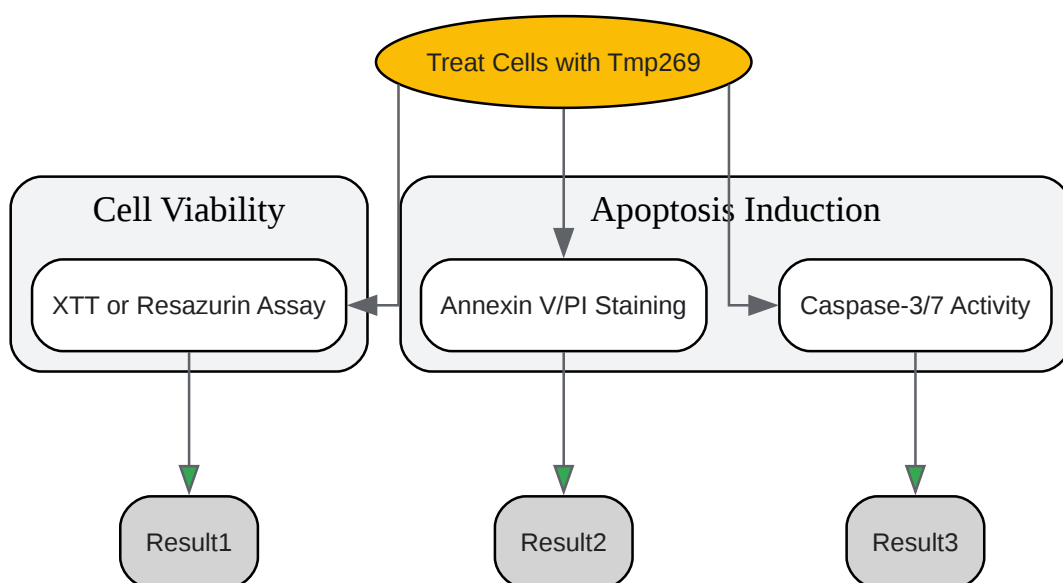 Treat Cells with Tmp269
Cell Viability
Apoptosis Induction
XTT or Resazurin Assay
Annexin V/PI Staining
Caspase-3/7 Activity
Result1
Result2
Result3